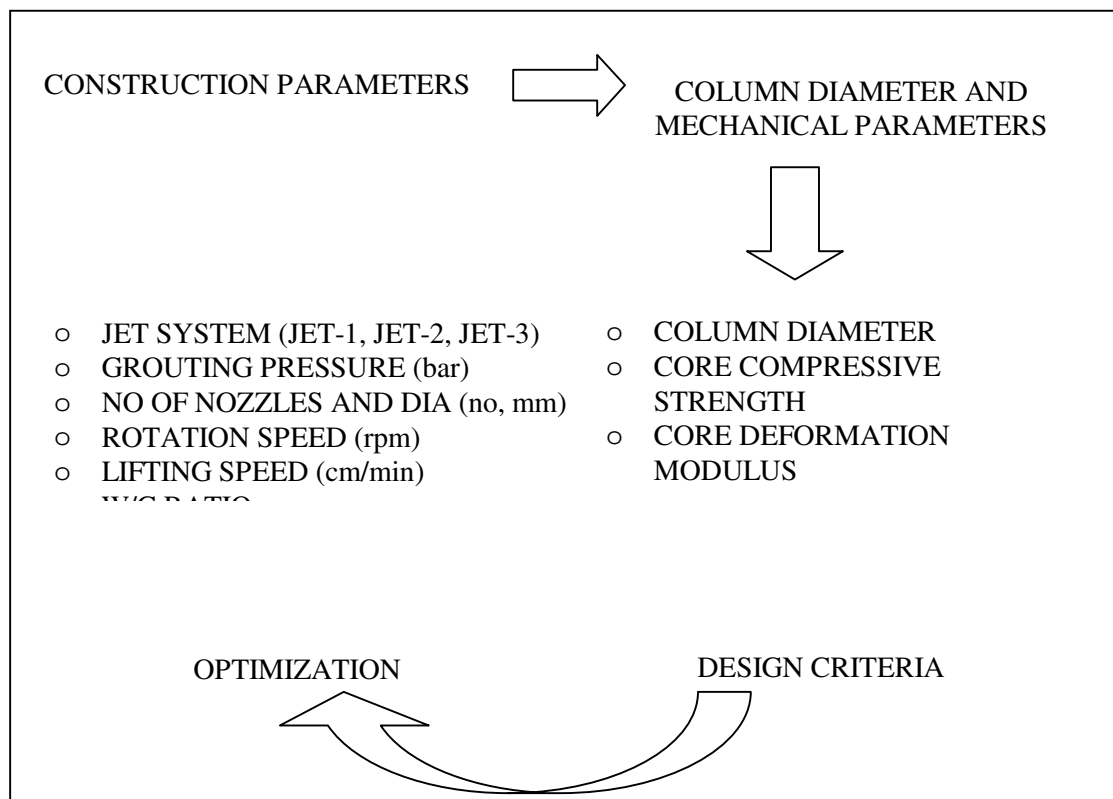 CONSTRUCTION PARAMETERS
COLUMN DIAMETER AND
MECHANICAL PARAMETERS
o JET SYSTEM (JET-1, JET-2, JET-3)
o GROUTING PRESSURE (bar)
o NO OF NOZZLES AND DIA (no, mm)
o ROTATION SPEED (rpm)
o LIFTING SPEED (cm/min)
W/C RATIO
o COLUMN DIAMETER
o CORE COMPRESSIVE
STRENGTH
o CORE DEFORMATION
MODULUS
OPTIMIZATION
DESIGN CRITERIA